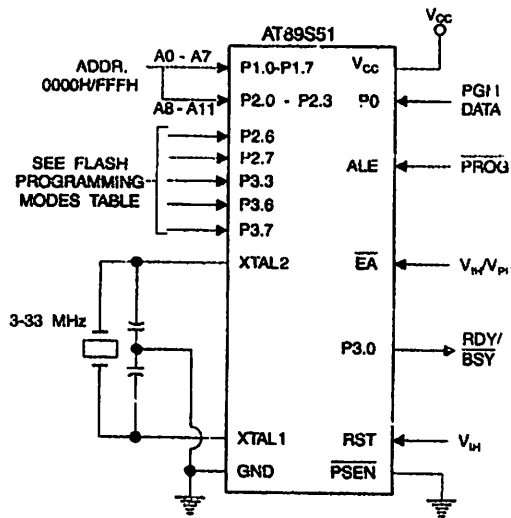 AT89S51
VCC
ADDR.
0000H/FFFH
A0 - A7
P1.0-P1.7
VCC
A8 - A11
P2.0 - P2.3
P0
PGM
DATA
P2.6
P2.7
P3.3
P3.6
P3.7
SEE FLASH
PROGRAMMING
MODES TABLE
ALE
PROG
XTAL2
EA
VIH/VPP
3-33 MHz
P3.0
RDY/
BSY
XTAL1
RST
VIH
GND
PSEN